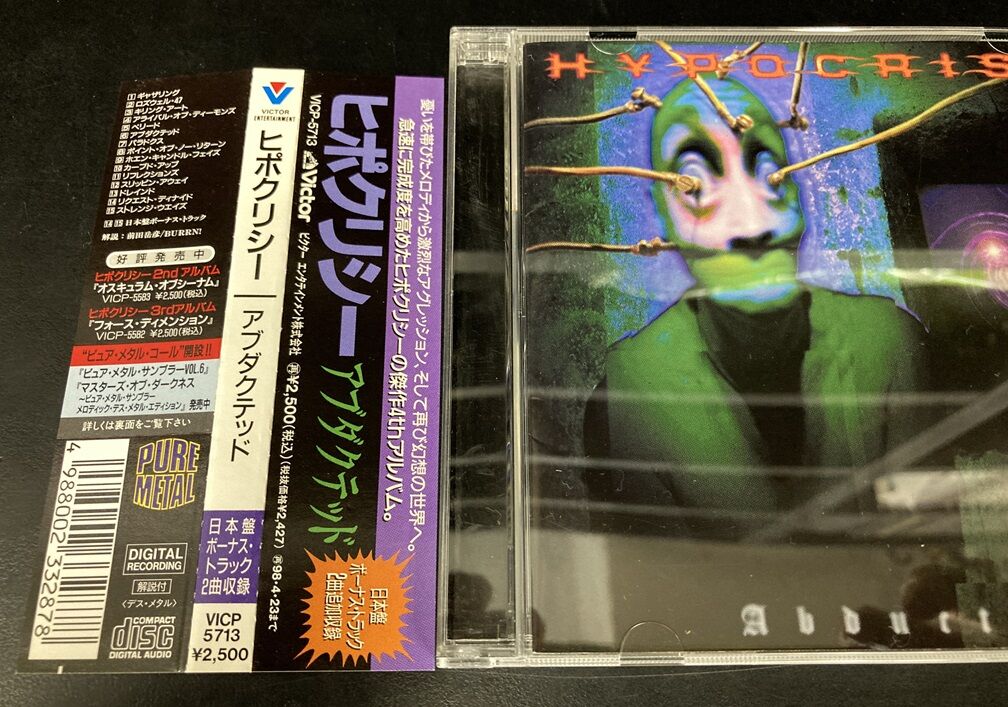 1 ギャザリング
2 ロズウェル・47
3 キリング・アート
4 アライバル・オブ・ディーモンズ
5 ベリード
6 アブダクテッド
7 パラドクス
8 ポイント・オブ・ノー・リターン
9 ホエン・キャンドル・フェイズ
10 カーブド・アップ
11 リフレクションズ
12 スリッピン・アウェイ
13 ドレインド
14 リクエスト・ディナイド
15 ストレンジ・ウエイズ
14 15 日本盤ボーナス・トラック
解説：前田岳彦/BURRN!
好評発売中
ヒポクリシー 2nd アルバム
『オスキュラム・オブシーナム』
VICP-5583 ¥2,500(税込)
ヒポクリシー 3rdアルバム
『フォース・ディメンション』
VICP-5582 ¥2,500(税込)
"ピュア・メタル・コール"開設!!
『ピュア・メタル・サンプラーVOL.6』
『マスターズ・オブ・ダークネス
〜ピュア・メタル・サンプラー
メロディック・デス・メタル・エディション』発売中
詳しくは裏面をご覧下さい
PURE
METAL
4 988002 332878
DIGITAL
RECORDING
解説付
〈デス・メタル〉
COMPACT
disc
DIGITAL AUDIO
VICTOR
ENTERTAINMENT
ヒポクリシー
アブダクテッド
日本盤
ボーナス・
トラック
2曲収録
VICP
5713
¥2,500
VICP-5713 Victor ビクター エンタテインメント株式会社 再¥2,500(税込)(税抜価格¥2,427) 再98・4・23まで
ヒポクリシー
アブダクテッド
憂いを帯びたメロディから激烈なアグレッション、そして再び幻想の世界へ。
急速に完成度を高めたヒポクリシーの傑作4thアルバム。
日本盤
ボーナス・トラック
2曲追加収録
HYPOCRIS
Abduct